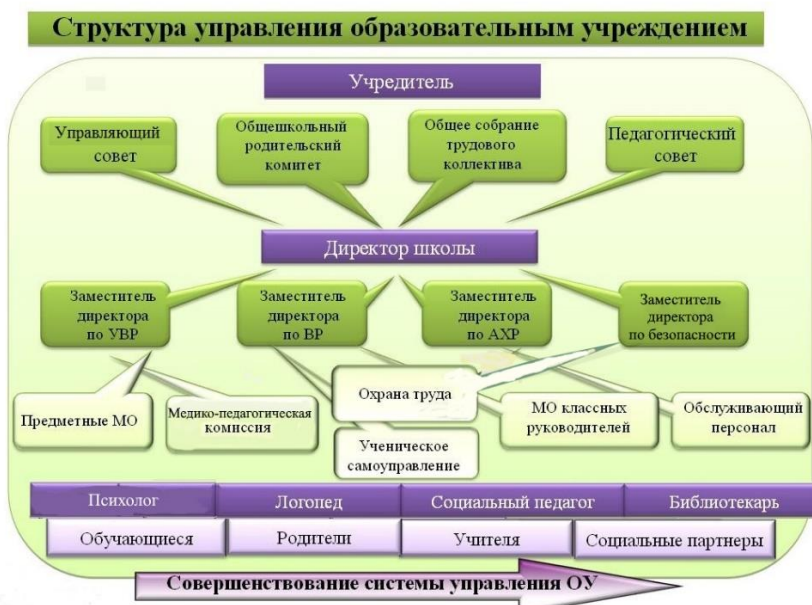 Структура управления образовательным учреждением
Учредитель
Управляющий
совет
Общешкольный
родительский
комитет
Общее собрание
трудового
коллектива
Педагогический
совет
Директор школы
Заместитель
директора
по УВР
Заместитель
директора
по ВР
Заместитель
директора
по АХР
Заместитель
директора
по безопасности
Предметные МО
Медико-педагогическая
комиссия
Охрана труда
Ученическое
самоуправление
МО классных
руководителей
Обслуживающий
персонал
Психолог
Логопед
Социальный педагог
Библиотекарь
Обучающиеся
Родители
Учителя
Социальные партнеры
Совершенствование системы управления ОУ